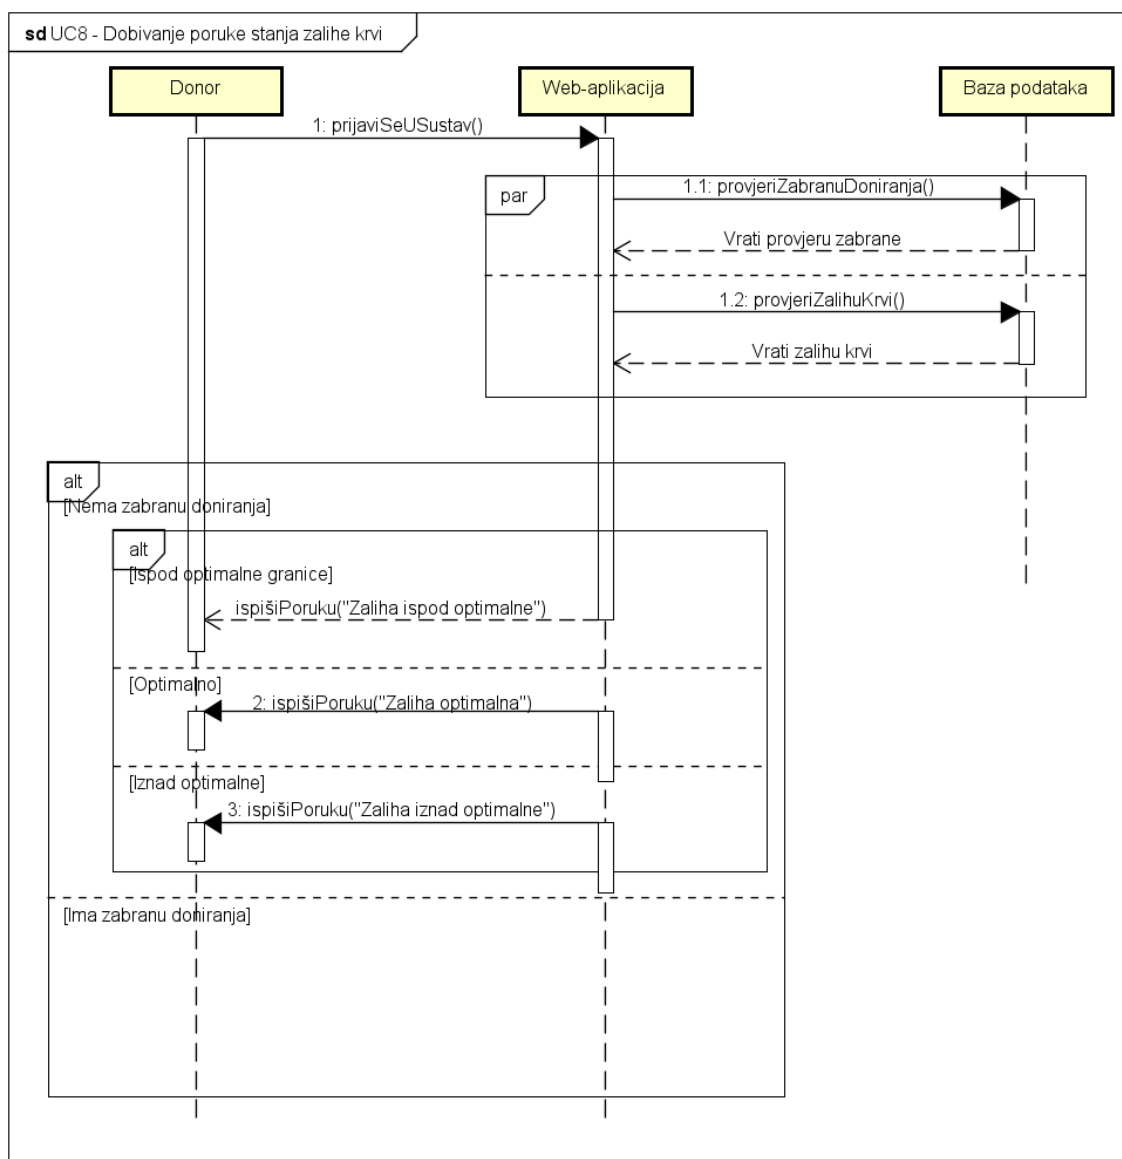 sd UC8 - Dobivanje poruke stanja zalihe krvi
Donor
Web-aplikacija
Baza podataka
1: prijaviSeUSustav()
par
1.1: provjeriZabranuDoniranja()
Vrati provjeru zabrane
1.2: provjeriZalihuKrvi()
Vrati zalihu krvi
alt
[Nema zabranu doniranja]
alt
[Ispod optimalne granice]
ispišiPoruku("Zaliha ispod optimalne")
[Optimalno]
2: ispišiPoruku("Zaliha optimalna")
[Iznad optimalne]
3: ispišiPoruku("Zaliha iznad optimalne")
[Ima zabranu doniranja]